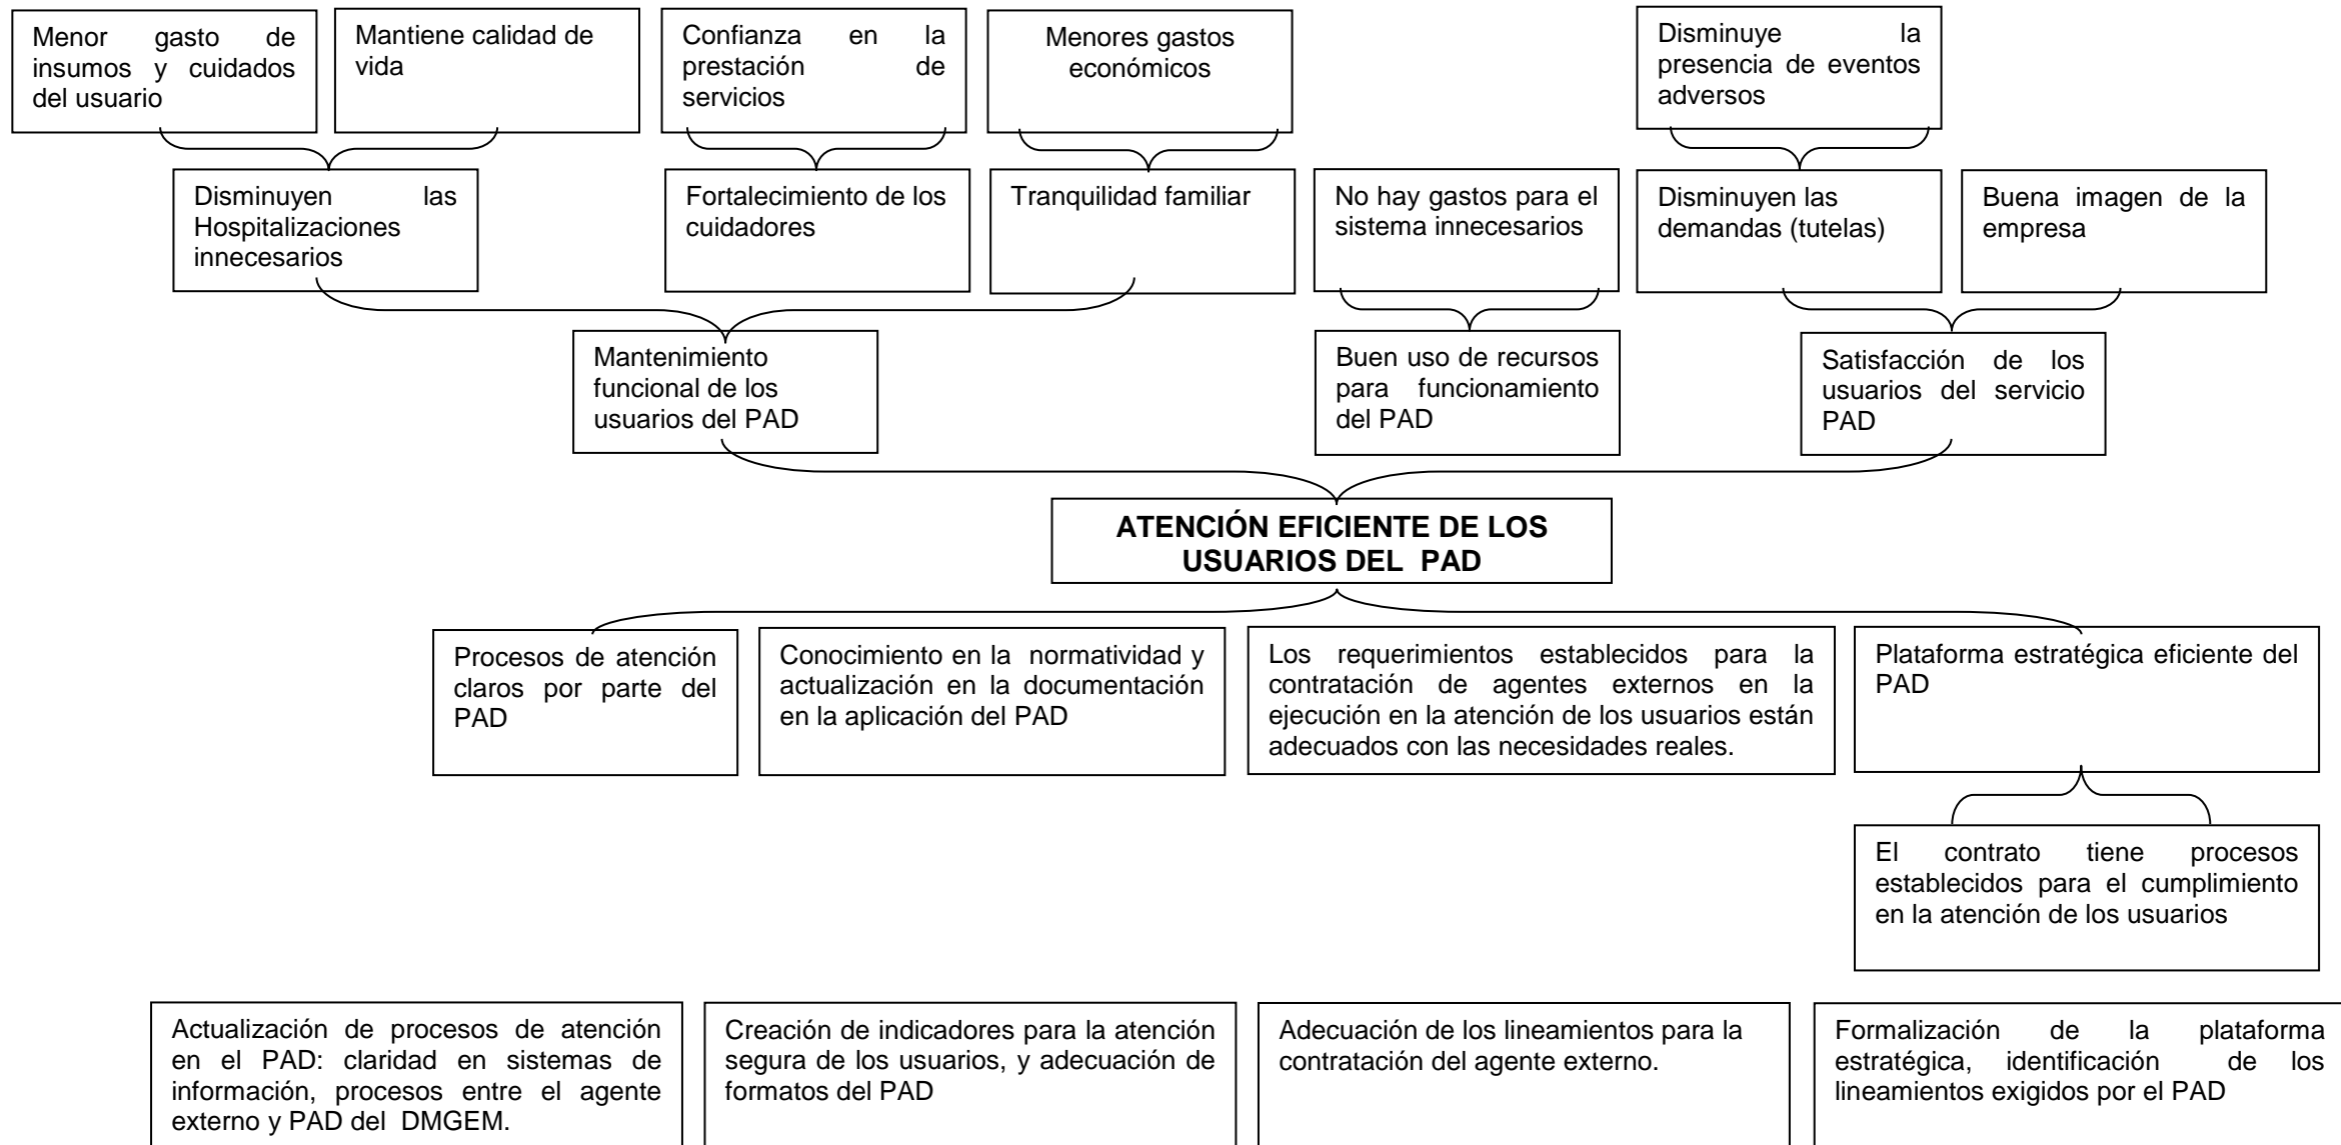 Menor gasto de
insumos y cuidados
del usuario
Mantiene calidad de
vida
Confianza en la
prestación de
servicios
Menores gastos
económicos
Disminuye la
presencia de eventos
adversos
Disminuyen las
Hospitalizaciones
innecesarios
Fortalecimiento de los
cuidadores
Tranquilidad familiar
No hay gastos para el
sistema innecesarios
Disminuyen las
demandas (tutelas)
Buena imagen de la
empresa
Mantenimiento
funcional de los
usuarios del PAD
Buen uso de recursos
para funcionamiento
del PAD
Satisfacción de los
usuarios del servicio
PAD
ATENCIÓN EFICIENTE DE LOS
USUARIOS DEL PAD
Procesos de atención
claros por parte del
PAD
Conocimiento en la normatividad y
actualización en la documentación
en la aplicación del PAD
Los requerimientos establecidos para la
contratación de agentes externos en la
ejecución en la atención de los usuarios están
adecuados con las necesidades reales.
Plataforma estratégica eficiente del
PAD
El contrato tiene procesos
establecidos para el cumplimiento
en la atención de los usuarios
Actualización de procesos de atención
en el PAD: claridad en sistemas de
información, procesos entre el agente
externo y PAD del DMGEM.
Creación de indicadores para la atención
segura de los usuarios, y adecuación de
formatos del PAD
Adecuación de los lineamientos para la
contratación del agente externo.
Formalización de la plataforma
estratégica, identificación de los
lineamientos exigidos por el PAD